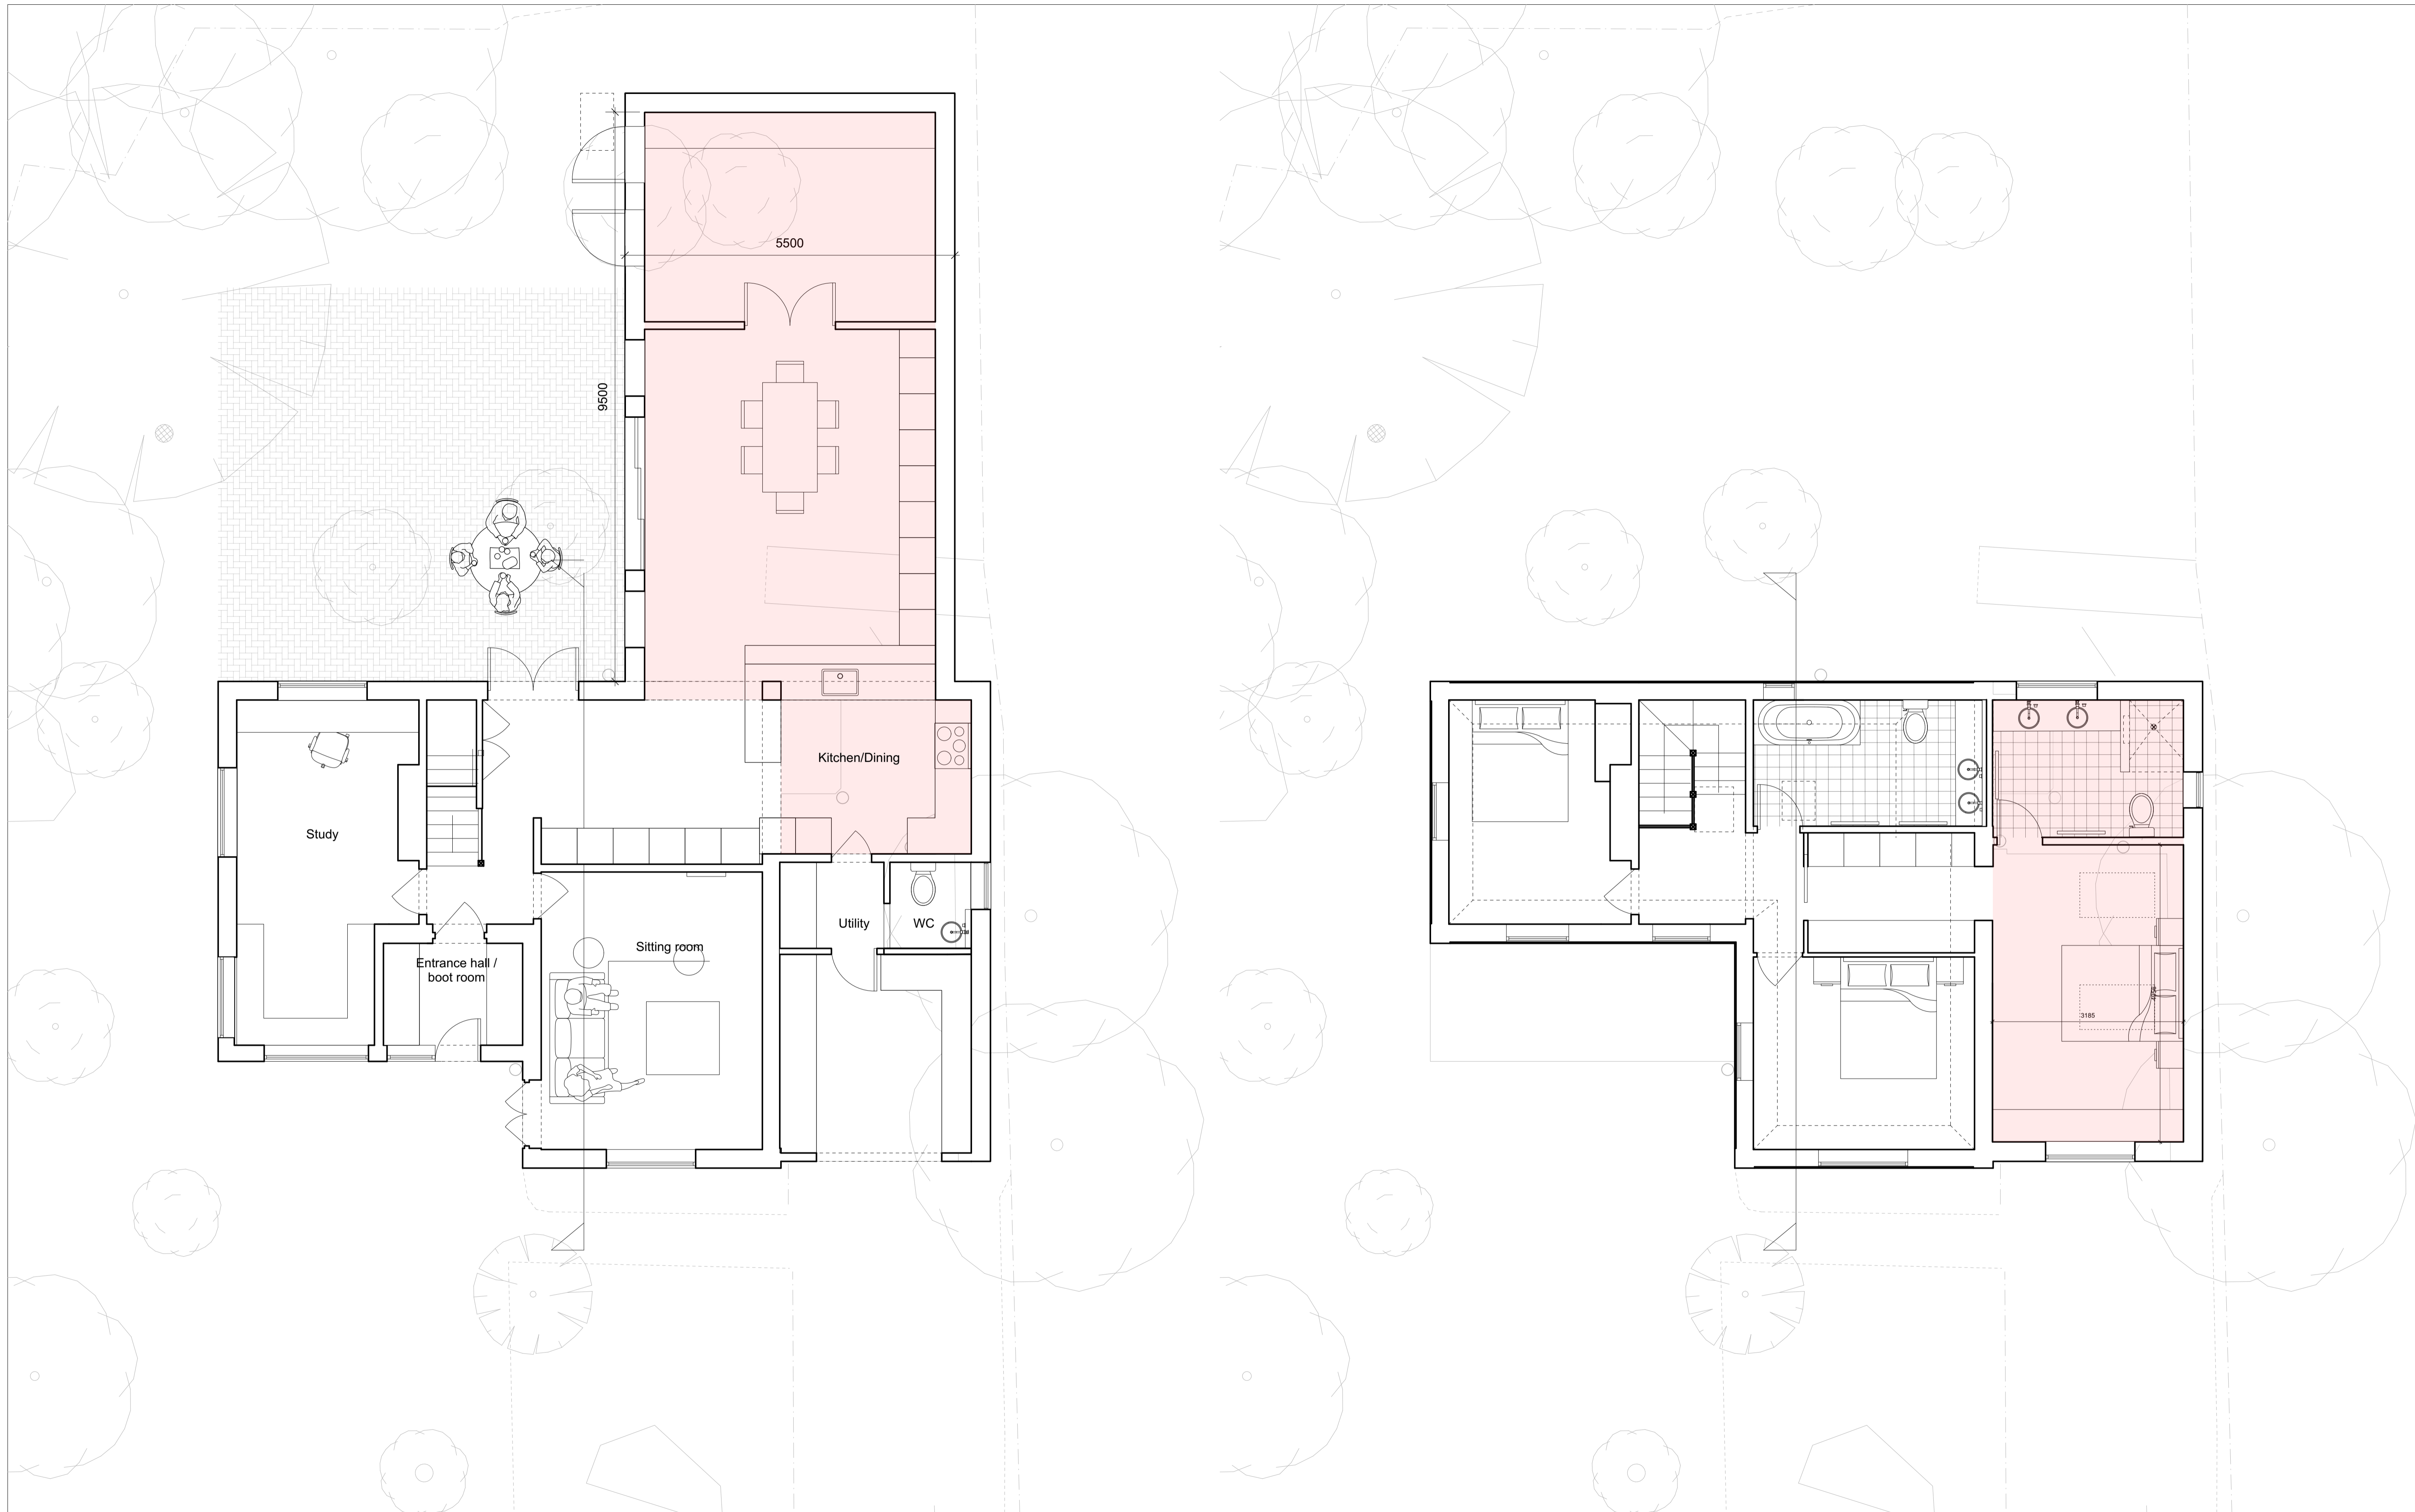 5500
9500
Kitchen/Dining
Study
Utility
WC
Sitting room
Entrance hall /
boot room
3185